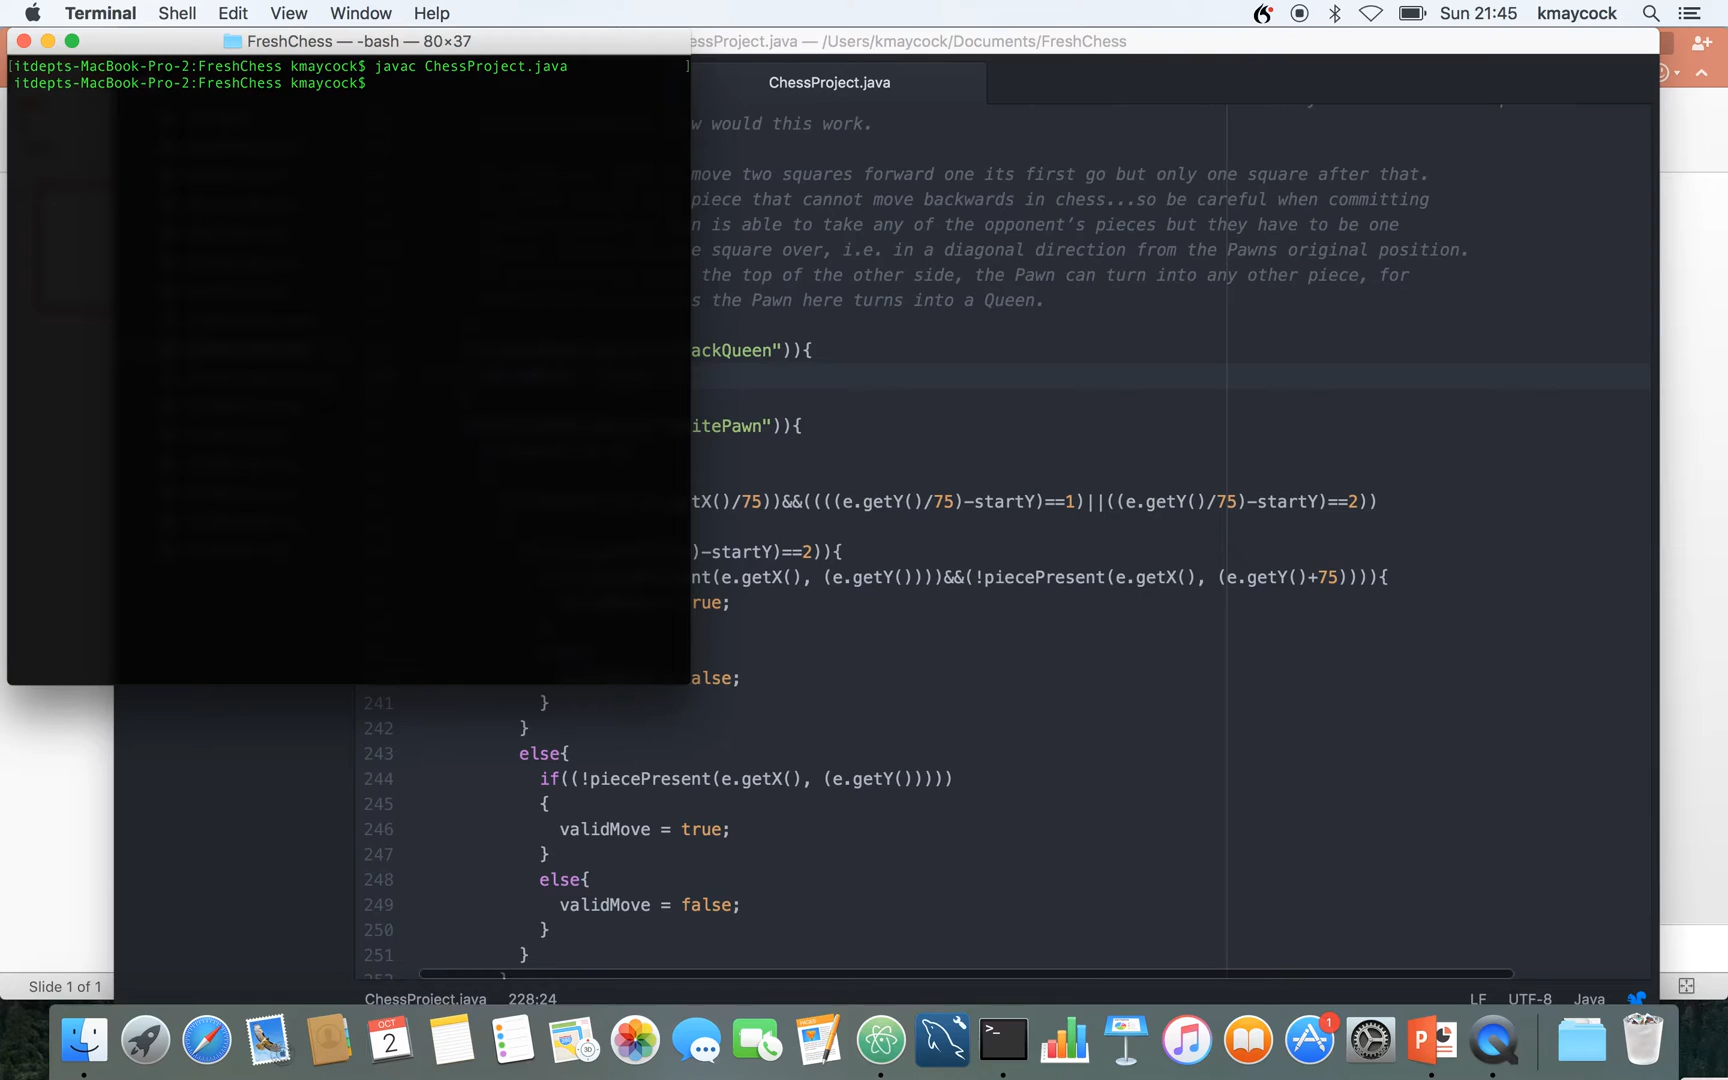 Terminal Shell Edit View Window Help Sun 21:45 kmaycock
FreshChess — -bash — 80×37
essProject.java — /Users/kmaycock/Documents/FreshChess
[itdepts-MacBook-Pro-2:FreshChess kmaycock$ javac ChessProject.java ]
itdepts-MacBook-Pro-2:FreshChess kmaycock$
ChessProject.java
w would this work.
move two squares forward one its first go but only one square after that.
piece that cannot move backwards in chess...so be careful when committing
n is able to take any of the opponent’s pieces but they have to be one
e square over, i.e. in a diagonal direction from the Pawns original position.
the top of the other side, the Pawn can turn into any other piece, for
s the Pawn here turns into a Queen.
ackQueen")){
itePawn")){
tX()/75))&&((((e.getY()/75)-startY)==1)||((e.getY()/75)-startY)==2))
)-startY)==2)){
nt(e.getX(), (e.getY())))&&(!piecePresent(e.getX(), (e.getY()+75)))){
rue;
alse;
241 }
242 }
243 else{
244 if((!piecePresent(e.getX(), (e.getY()))))
245 {
246 validMove = true;
247 }
248 else{
249 validMove = false;
250 }
251 }
Slide 1 of 1
ChessProject.java 228:24 LF UTF-8 Java
OCT
2
1